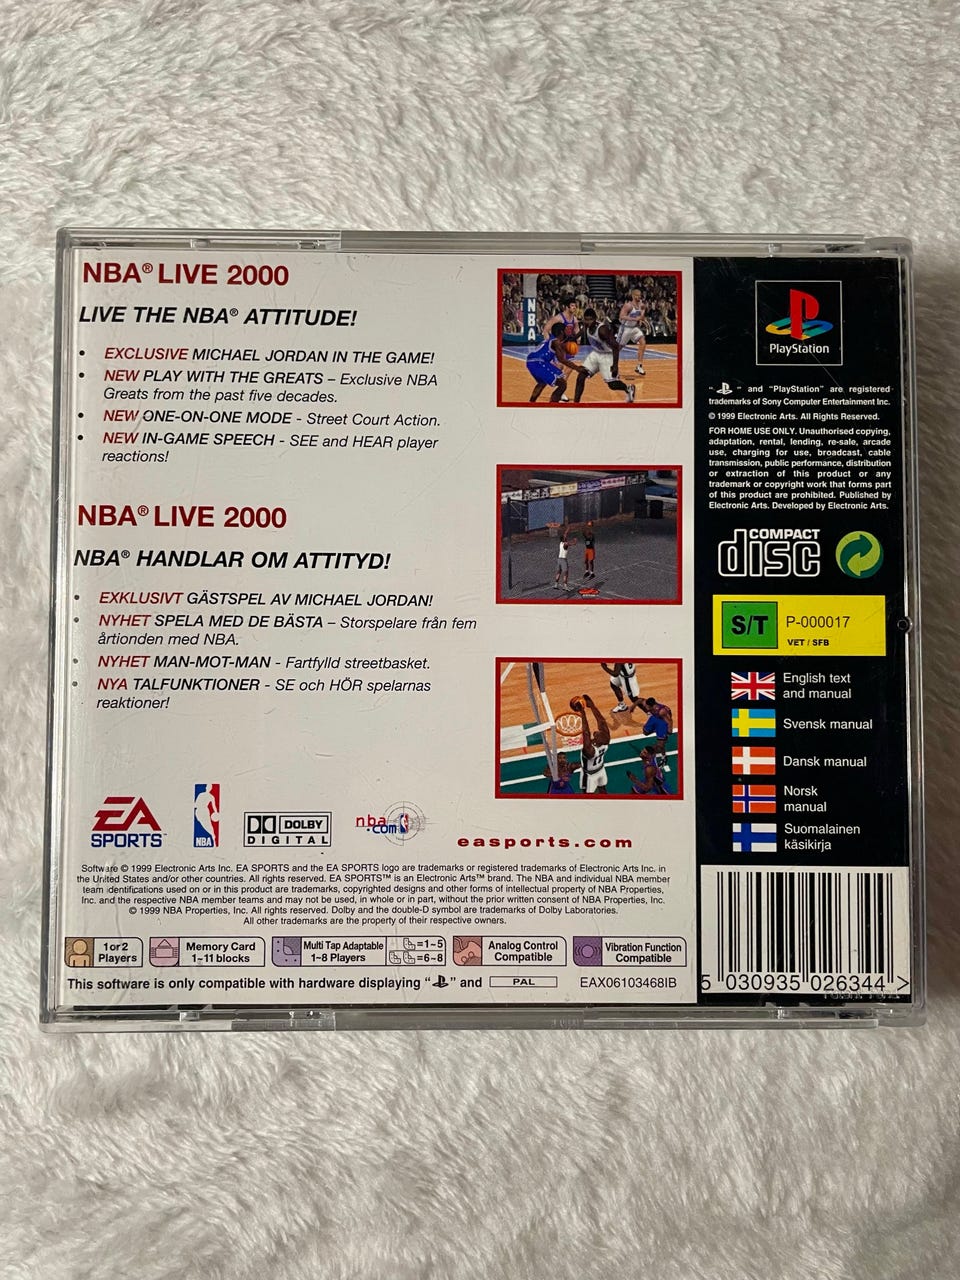 NBA® LIVE 2000
LIVE THE NBA® ATTITUDE!
• EXCLUSIVE MICHAEL JORDAN IN THE GAME!
• NEW PLAY WITH THE GREATS – Exclusive NBA
Greats from the past five decades.
• NEW ONE-ON-ONE MODE - Street Court Action.
• NEW IN-GAME SPEECH - SEE and HEAR player
reactions!
NBA® LIVE 2000
NBA® HANDLAR OM ATTITYD!
• EXKLUSIVT GÄSTSPEL AV MICHAEL JORDAN!
• NYHET SPELA MED DE BÄSTA – Storspelare från fem
årtionden med NBA.
• NYHET MAN-MOT-MAN - Fartfylld streetbasket.
• NYA TALFUNKTIONER - SE och HÖR spelarnas
reaktioner!
NBA
EA
SPORTS™
NBA
DOLBY
DIGITAL
nba
.com
easports.com
Software © 1999 Electronic Arts Inc. EA SPORTS and the EA SPORTS logo are trademarks or registered trademarks of Electronic Arts Inc. in
the United States and/or other countries. All rights reserved. EA SPORTS™ is an Electronic Arts™ brand. The NBA and individual NBA member
team identifications used on or in this product are trademarks, copyrighted designs and other forms of intellectual property of NBA Properties,
Inc. and the respective NBA member teams and may not be used, in whole or in part, without the prior written consent of NBA Properties, Inc.
© 1999 NBA Properties, Inc. All rights reserved. Dolby and the double-D symbol are trademarks of Dolby Laboratories.
All other trademarks are the property of their respective owners.
1 or 2
Players
Memory Card
1~11 blocks
Multi Tap Adaptable
1~8 Players
=1~5
=6~8
Analog Control
Compatible
Vibration Function
Compatible
This software is only compatible with hardware displaying “ ” and PAL
EAX06103468IB
PlayStation
“ ” and “PlayStation” are registered
trademarks of Sony Computer Entertainment Inc.
© 1999 Electronic Arts. All Rights Reserved.
FOR HOME USE ONLY. Unauthorised copying,
adaptation, rental, lending, re-sale, arcade
use, charging for use, broadcast, cable
transmission, public performance, distribution
or extraction of this product or any
trademark or copyright work that forms part
of this product are prohibited. Published by
Electronic Arts. Developed by Electronic Arts.
COMPACT
disc
S/T
P-000017
VET / SFB
English text
and manual
Svensk manual
Dansk manual
Norsk
manual
Suomalainen
käsikirja
5 030935 026344 >